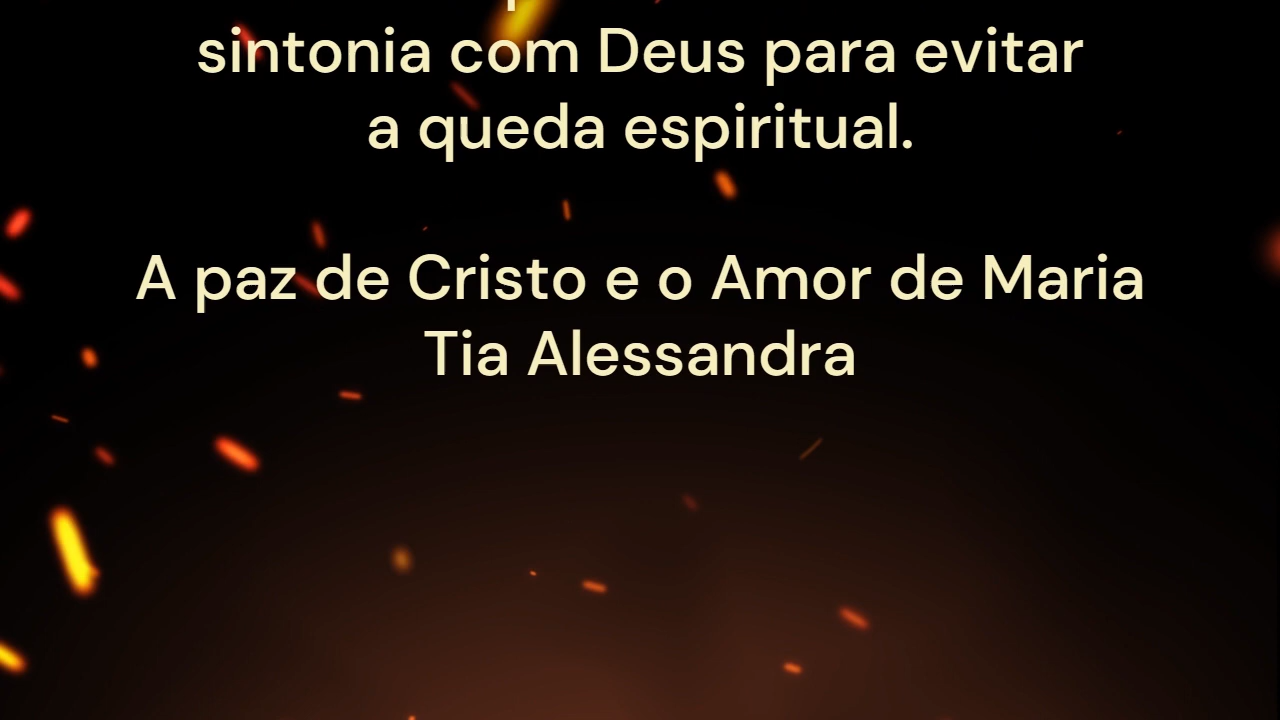 sintonia com Deus para evitar
a queda espiritual.
A paz de Cristo e o Amor de Maria
Tia Alessandra